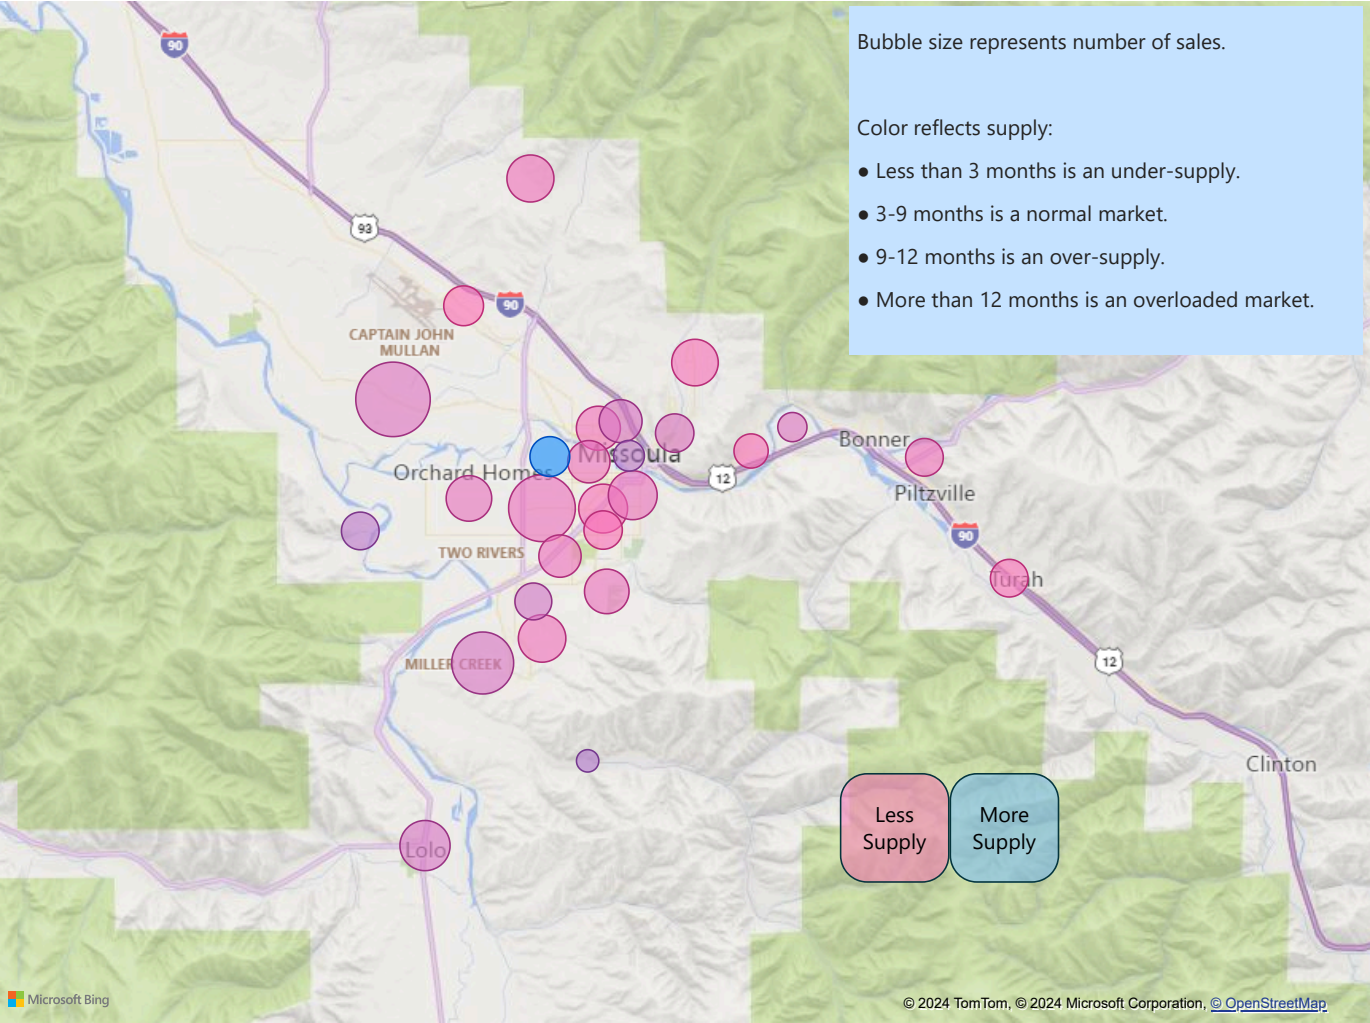 Bubble size represents number of sales.
Color reflects supply:
● Less than 3 months is an under-supply.
● 3-9 months is a normal market.
● 9-12 months is an over-supply.
● More than 12 months is an overloaded market.
90
93
90
CAPTAIN JOHN
MULLAN
Missoula
Bonner
Orchard Homes
12
Piltzville
90
TWO RIVERS
Turah
MILLER CREEK
12
Clinton
Less
Supply
More
Supply
Lolo
Microsoft Bing
© 2024 TomTom, © 2024 Microsoft Corporation, © OpenStreetMap